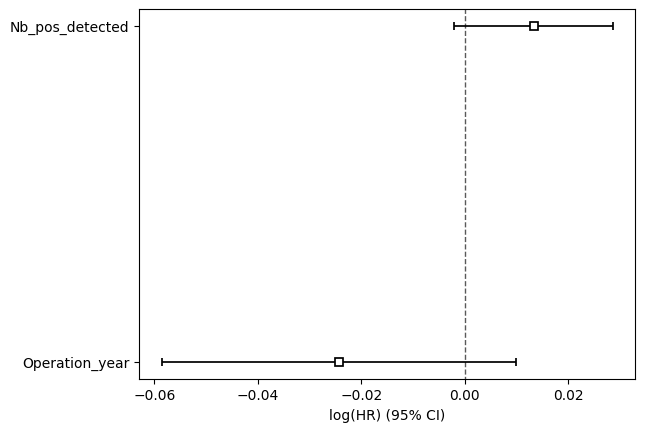 Nb_pos_detected
Operation_year
−0.06 −0.04 −0.02 0.00 0.02
log(HR) (95% CI)